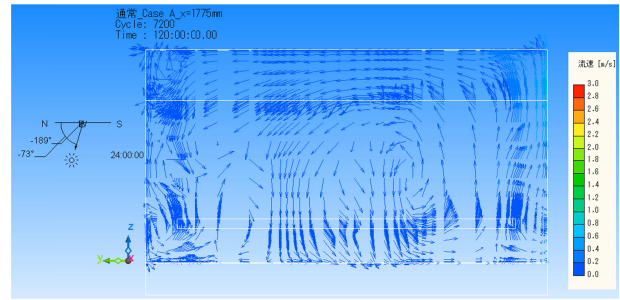 通常_Case A_x=1775mm
Cycle: 7200
Time : 120:00:00.00
流速 [m/s]
3.0
2.8
2.6
2.4
2.2
2.0
1.8
1.6
1.4
1.2
1.0
0.8
0.6
0.4
0.2
0.0
N S
-189°
-73°
24:00:00
z
y
x